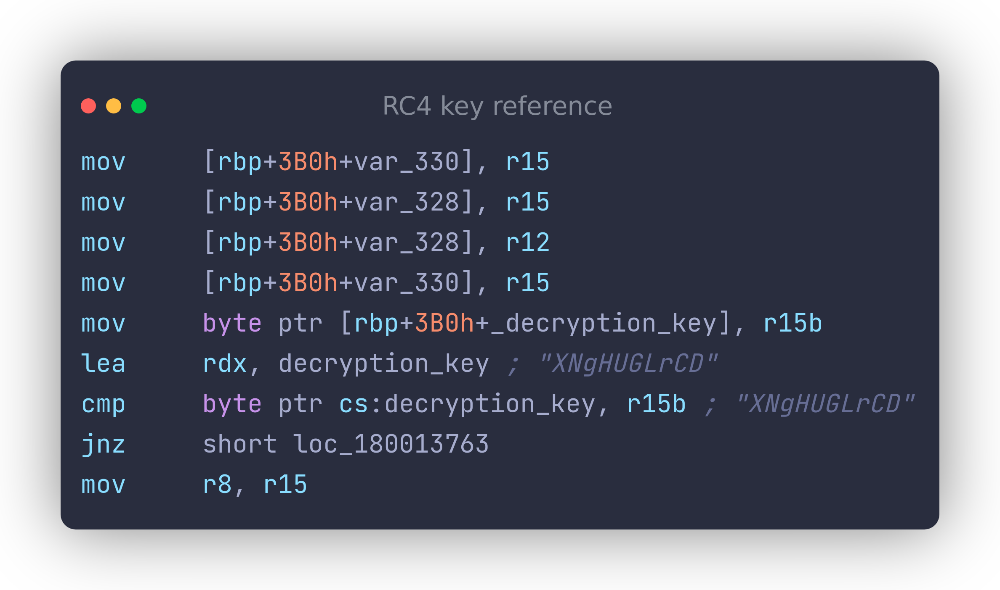 RC4 key reference
mov     [rbp+3B0h+var_330], r15
mov     [rbp+3B0h+var_328], r15
mov     [rbp+3B0h+var_328], r12
mov     [rbp+3B0h+var_330], r15
mov     byte ptr [rbp+3B0h+_decryption_key], r15b
lea     rdx, decryption_key ; "XNgHUGLrCD"
cmp     byte ptr cs:decryption_key, r15b ; "XNgHUGLrCD"
jnz     short loc_180013763
mov     r8, r15